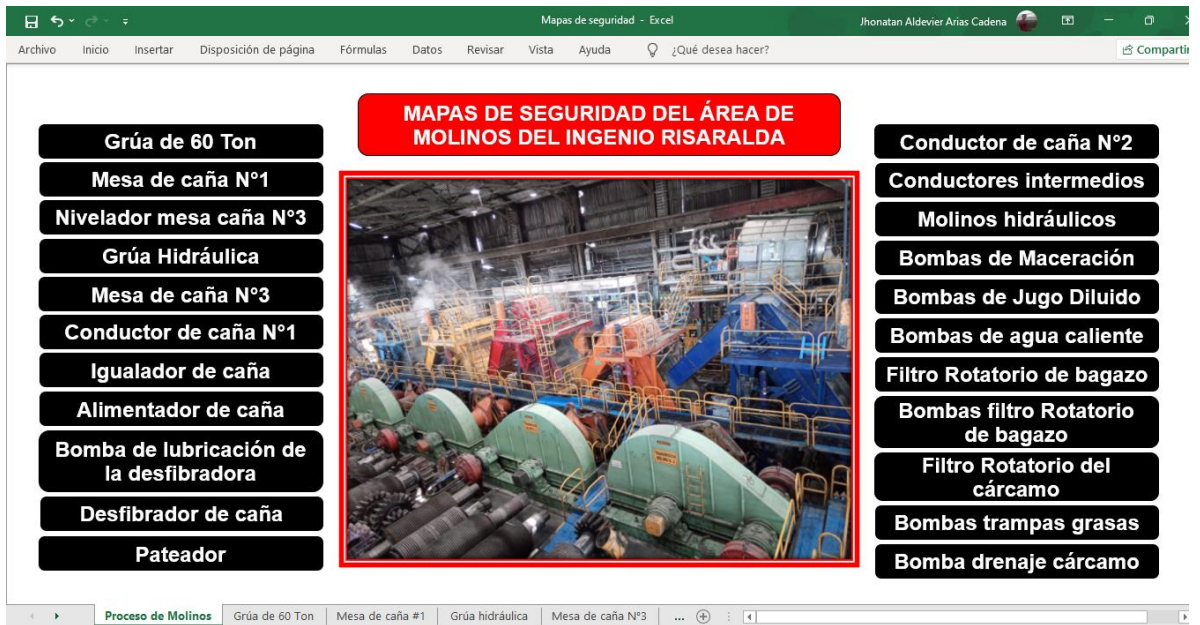 Mapas de seguridad - Excel
Jhonatan Aldevier Arias Cadena
Archivo
Inicio
Insertar
Disposición de página
Fórmulas
Datos
Revisar
Vista
Ayuda
¿Qué desea hacer?
Compartir
MAPAS DE SEGURIDAD DEL ÁREA DE
MOLINOS DEL INGENIO RISARALDA
Grúa de 60 Ton
Mesa de caña N°1
Nivelador mesa caña N°3
Grúa Hidráulica
Mesa de caña N°3
Conductor de caña N°1
Igualador de caña
Alimentador de caña
Bomba de lubricación de
la desfibradora
Desfibrador de caña
Pateador
Conductor de caña N°2
Conductores intermedios
Molinos hidráulicos
Bombas de Maceración
Bombas de Jugo Diluido
Bombas de agua caliente
Filtro Rotatorio de bagazo
Bombas filtro Rotatorio
de bagazo
Filtro Rotatorio del
cárcamo
Bombas trampas grasas
Bomba drenaje cárcamo
Proceso de Molinos
Grúa de 60 Ton
Mesa de caña #1
Grúa hidráulica
Mesa de caña N°3
...